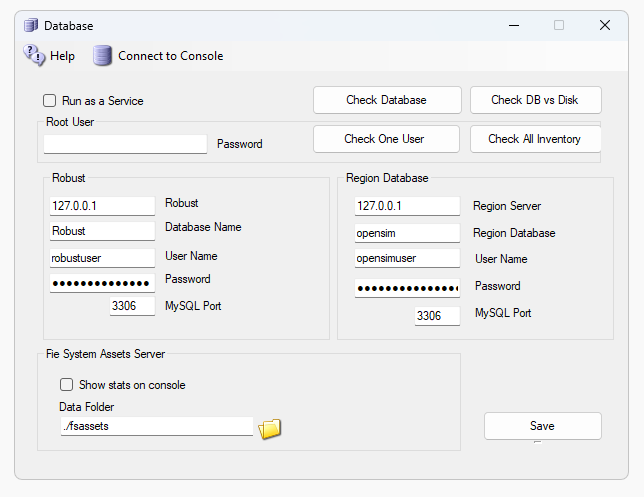 Database
Help Connect to Console
Run as a Service Check Database Check DB vs Disk
Root User
Password Check One User Check All Inventory
Robust Region Database
127.0.0.1 Robust 127.0.0.1 Region Server
Robust Database Name opensim Region Database
robustuser User Name opensimuser User Name
●●●●●●●●●●●●●● Password ●●●●●●●●●●●●●● Password
3306 MySQL Port 3306 MySQL Port
Fie System Assets Server
Show stats on console
Data Folder
./fsassets Save